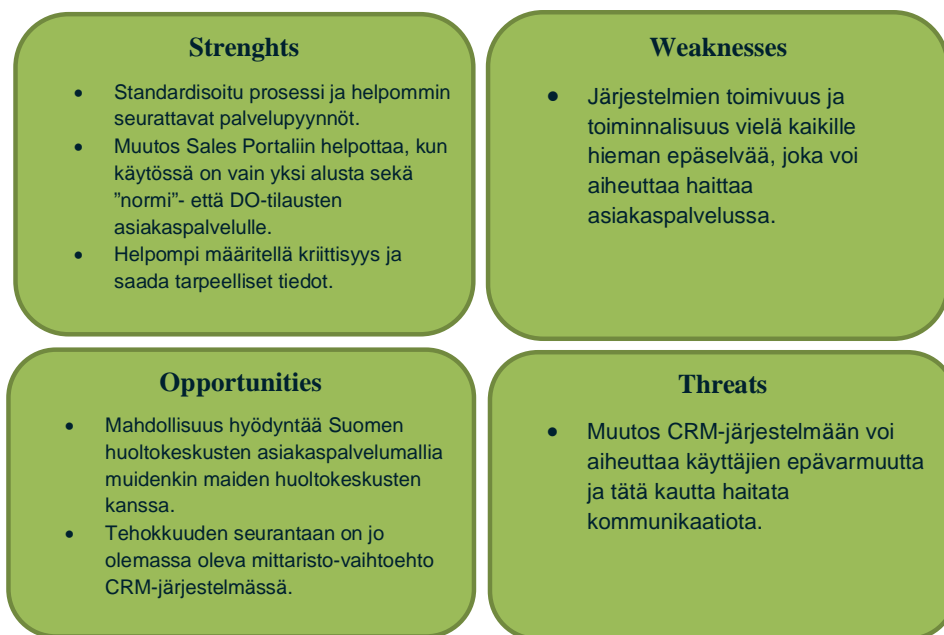 Strenghts
• Standardisoitu prosessi ja helpommin
seurattavat palvelupyynnöt.
• Muutos Sales Portaliin helpottaa, kun
käytössä on vain yksi alusta sekä
”normi”- että DO-tilausten
asiakaspalvelulle.
• Helpompi määritellä kriittisyys ja
saada tarpeelliset tiedot.
Weaknesses
• Järjestelmien toimivuus ja
toiminnalisuus vielä kaikille
hieman epäselvää, joka voi
aiheuttaa haittaa
asiakaspalvelussa.
Opportunities
• Mahdollisuus hyödyntää Suomen
huoltokeskusten asiakaspalvelumallia
muidenkin maiden huoltokeskusten
kanssa.
• Tehokkuuden seurantaan on jo
olemassa oleva mittaristo-vaihtoehto
CRM-järjestelmässä.
Threats
• Muutos CRM-järjestelmään voi
aiheuttaa käyttäjien epävarmuutta
ja tätä kautta haitata
kommunikaatiota.